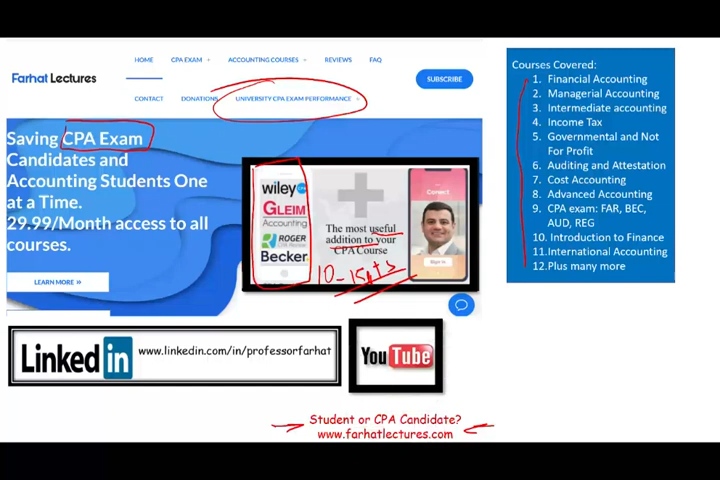 HOME
CPA EXAM
ACCOUNTING COURSES
REVIEWS
FAQ
Farhat Lectures
SUBSCRIBE
CONTACT
DONATIONS
UNIVERSITY CPA EXAM PERFORMANCE
Saving CPA Exam
Candidates and
Accounting Students One
at a Time.
29.99/Month access to all
courses.
LEARN MORE »
wiley
GLEIM
Accounting
ROGER
Becker
The most useful
addition to your
CPA Course
10-15pts
Connect
Sign in
Courses Covered:
1. Financial Accounting
2. Managerial Accounting
3. Intermediate accounting
4. Income Tax
5. Governmental and Not
For Profit
6. Auditing and Attestation
7. Cost Accounting
8. Advanced Accounting
9. CPA exam: FAR, BEC,
AUD, REG
10. Introduction to Finance
11.International Accounting
12.Plus many more
Linked in
www.linkedin.com/in/professorfarhat
YouTube
Student or CPA Candidate?
www.farhatlectures.com